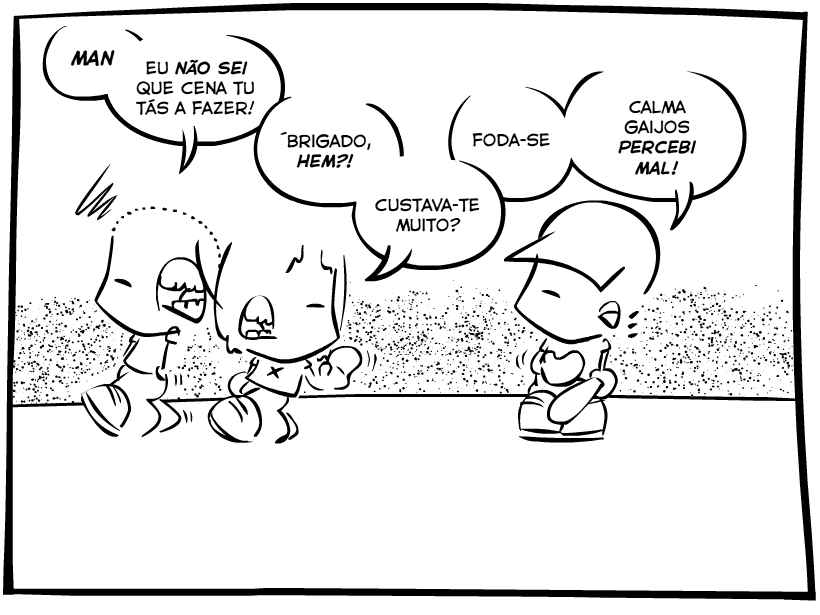 MAN
EU NÃO SEI
QUE CENA TU
TÁS A FAZER!
´BRIGADO,
HEM?!
CUSTAVA-TE
MUITO?
FODA-SE
CALMA
GAIJOS
PERCEBI
MAL!